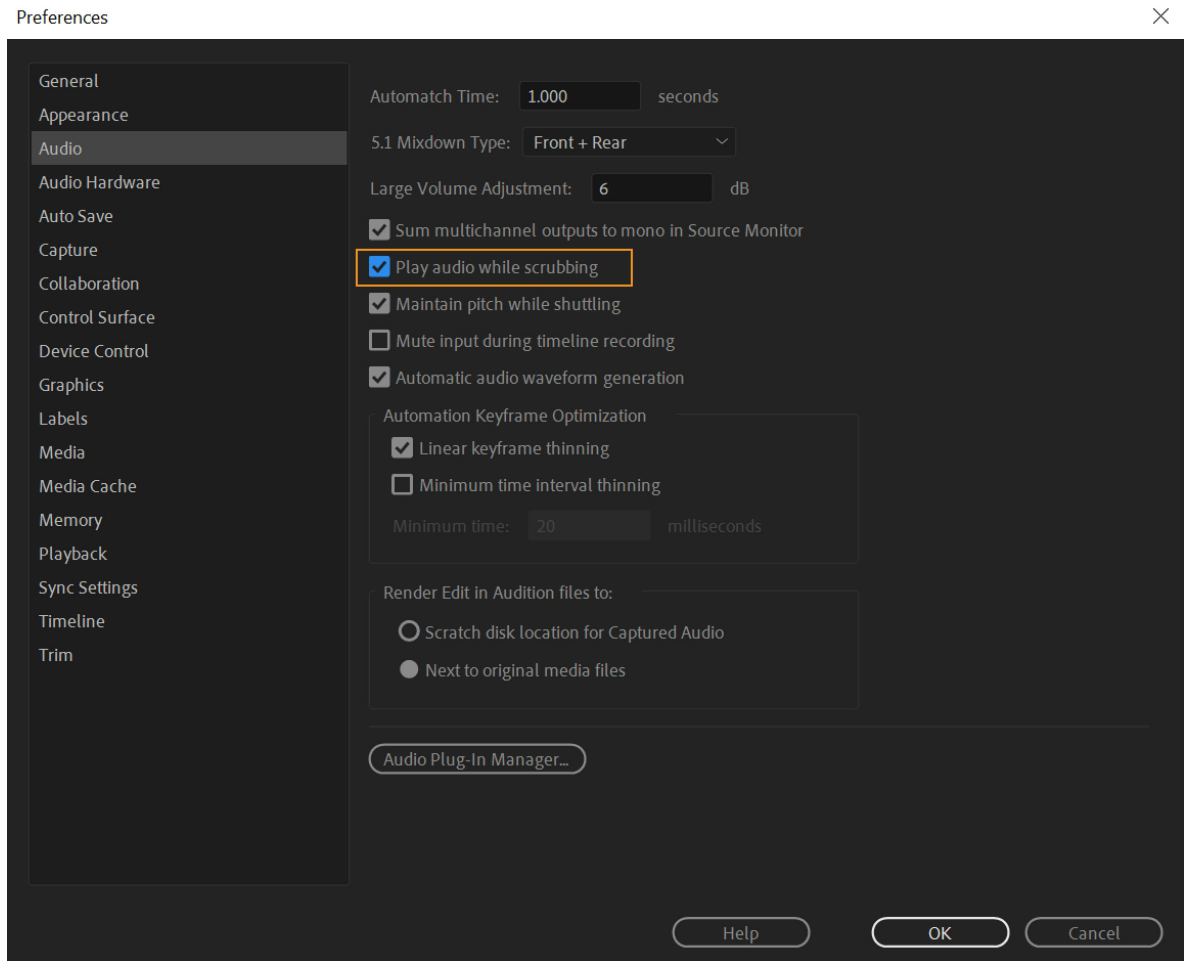 Preferences
General
Appearance
Audio
Audio Hardware
Auto Save
Capture
Collaboration
Control Surface
Device Control
Graphics
Labels
Media
Media Cache
Memory
Playback
Sync Settings
Timeline
Trim
Automatch Time: 1.000 seconds
5.1 Mixdown Type: Front + Rear
Large Volume Adjustment: 6 dB
Sum multichannel outputs to mono in Source Monitor
Play audio while scrubbing
Maintain pitch while shuttling
Mute input during timeline recording
Automatic audio waveform generation
Automation Keyframe Optimization
Linear keyframe thinning
Minimum time interval thinning
Minimum time: 20 milliseconds
Render Edit in Audition files to:
Scratch disk location for Captured Audio
Next to original media files
Audio Plug-In Manager...
Help OK Cancel